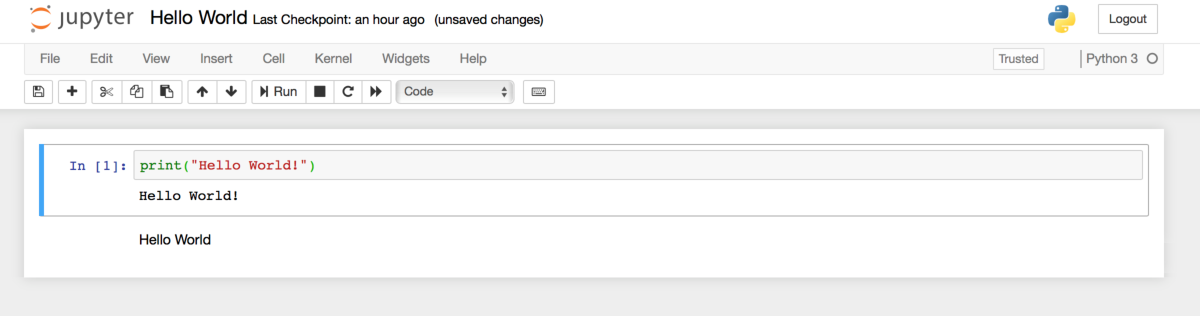 jupyter Hello World Last Checkpoint: an hour ago (unsaved changes) Logout
File Edit View Insert Cell Kernel Widgets Help Trusted Python 3
Run Code
In [1]: print("Hello World!")
Hello World!
Hello World